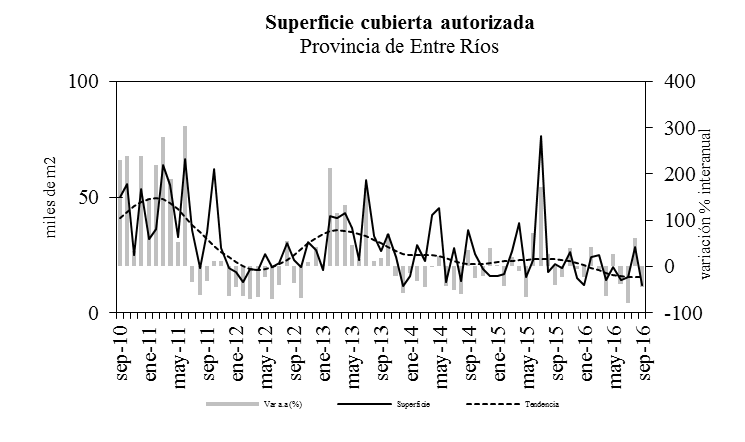 Superficie cubierta autorizada
Provincia de Entre Ríos
100
50
0
miles de m2
400
300
200
100
0
-100
variación % interanual
sep-10
ene-11
may-11
sep-11
ene-12
may-12
sep-12
ene-13
may-13
sep-13
ene-14
may-14
sep-14
ene-15
may-15
sep-15
ene-16
may-16
sep-16
Var a.a (%)
Superficie
Tendencia